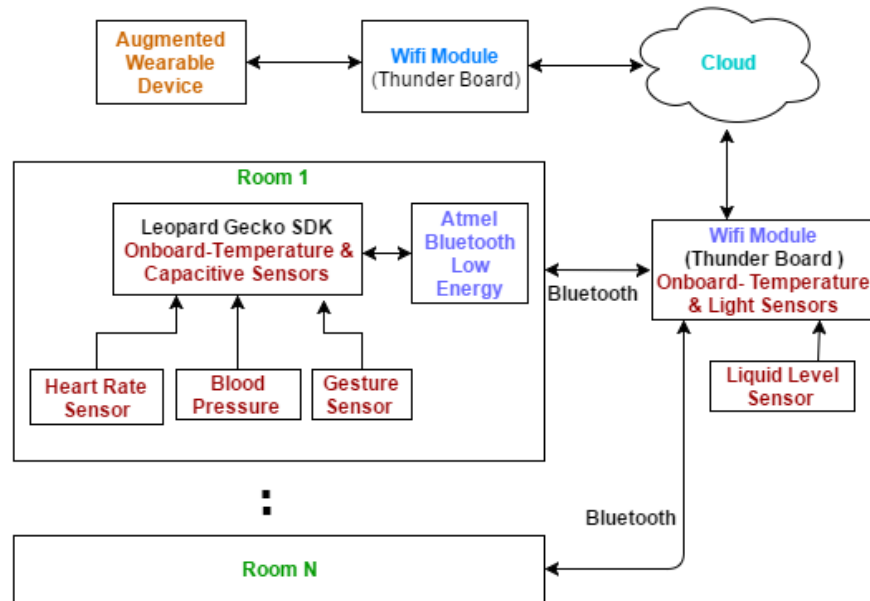 Augmented
Wearable
Device
Wifi Module
(Thunder Board)
Cloud
Room 1
Leopard Gecko SDK
Onboard-Temperature &
Capacitive Sensors
Atmel
Bluetooth
Low
Energy
Bluetooth
Wifi Module
(Thunder Board )
Onboard- Temperature
& Light Sensors
Heart Rate
Sensor
Blood
Pressure
Gesture
Sensor
Liquid Level
Sensor
:
Bluetooth
Room N